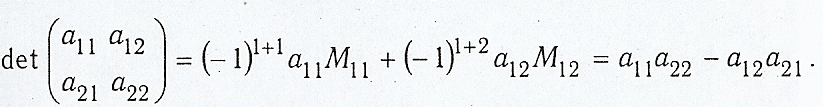 det ( a11 a12 a21 a22 ) = (−1)^{1+1} a11 M11 + (−1)^{1+2} a12 M12 = a11 a22 − a12 a21 .